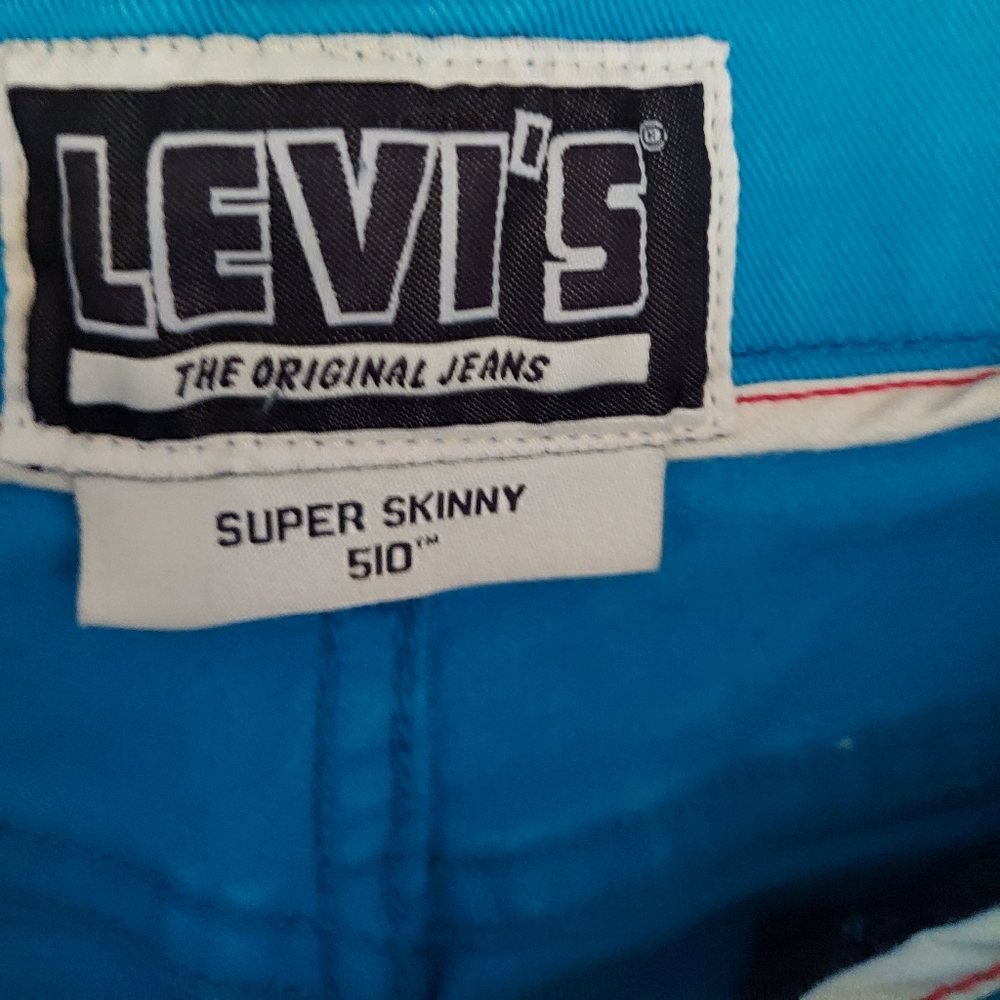 LEVI'S®
THE ORIGINAL JEANS
SUPER SKINNY
510™